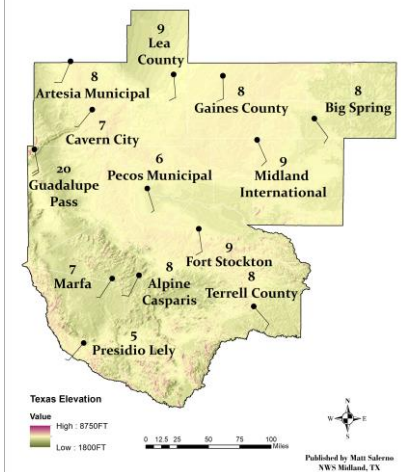 9
Lea
County
8
Artesia Municipal
8
Gaines County
8
Big Spring
7
Cavern City
20
Guadalupe
Pass
6
Pecos Municipal
9
Midland
International
9
Fort Stockton
7
Marfa
8
Alpine
Casparis
8
Terrell County
5
Presidio Lely
Texas Elevation
Value
High : 8750FT
Low : 1800FT
0 12.5 25 50 75 100
Miles
N
W E
S
Published by Matt Salerno
NWS Midland, TX